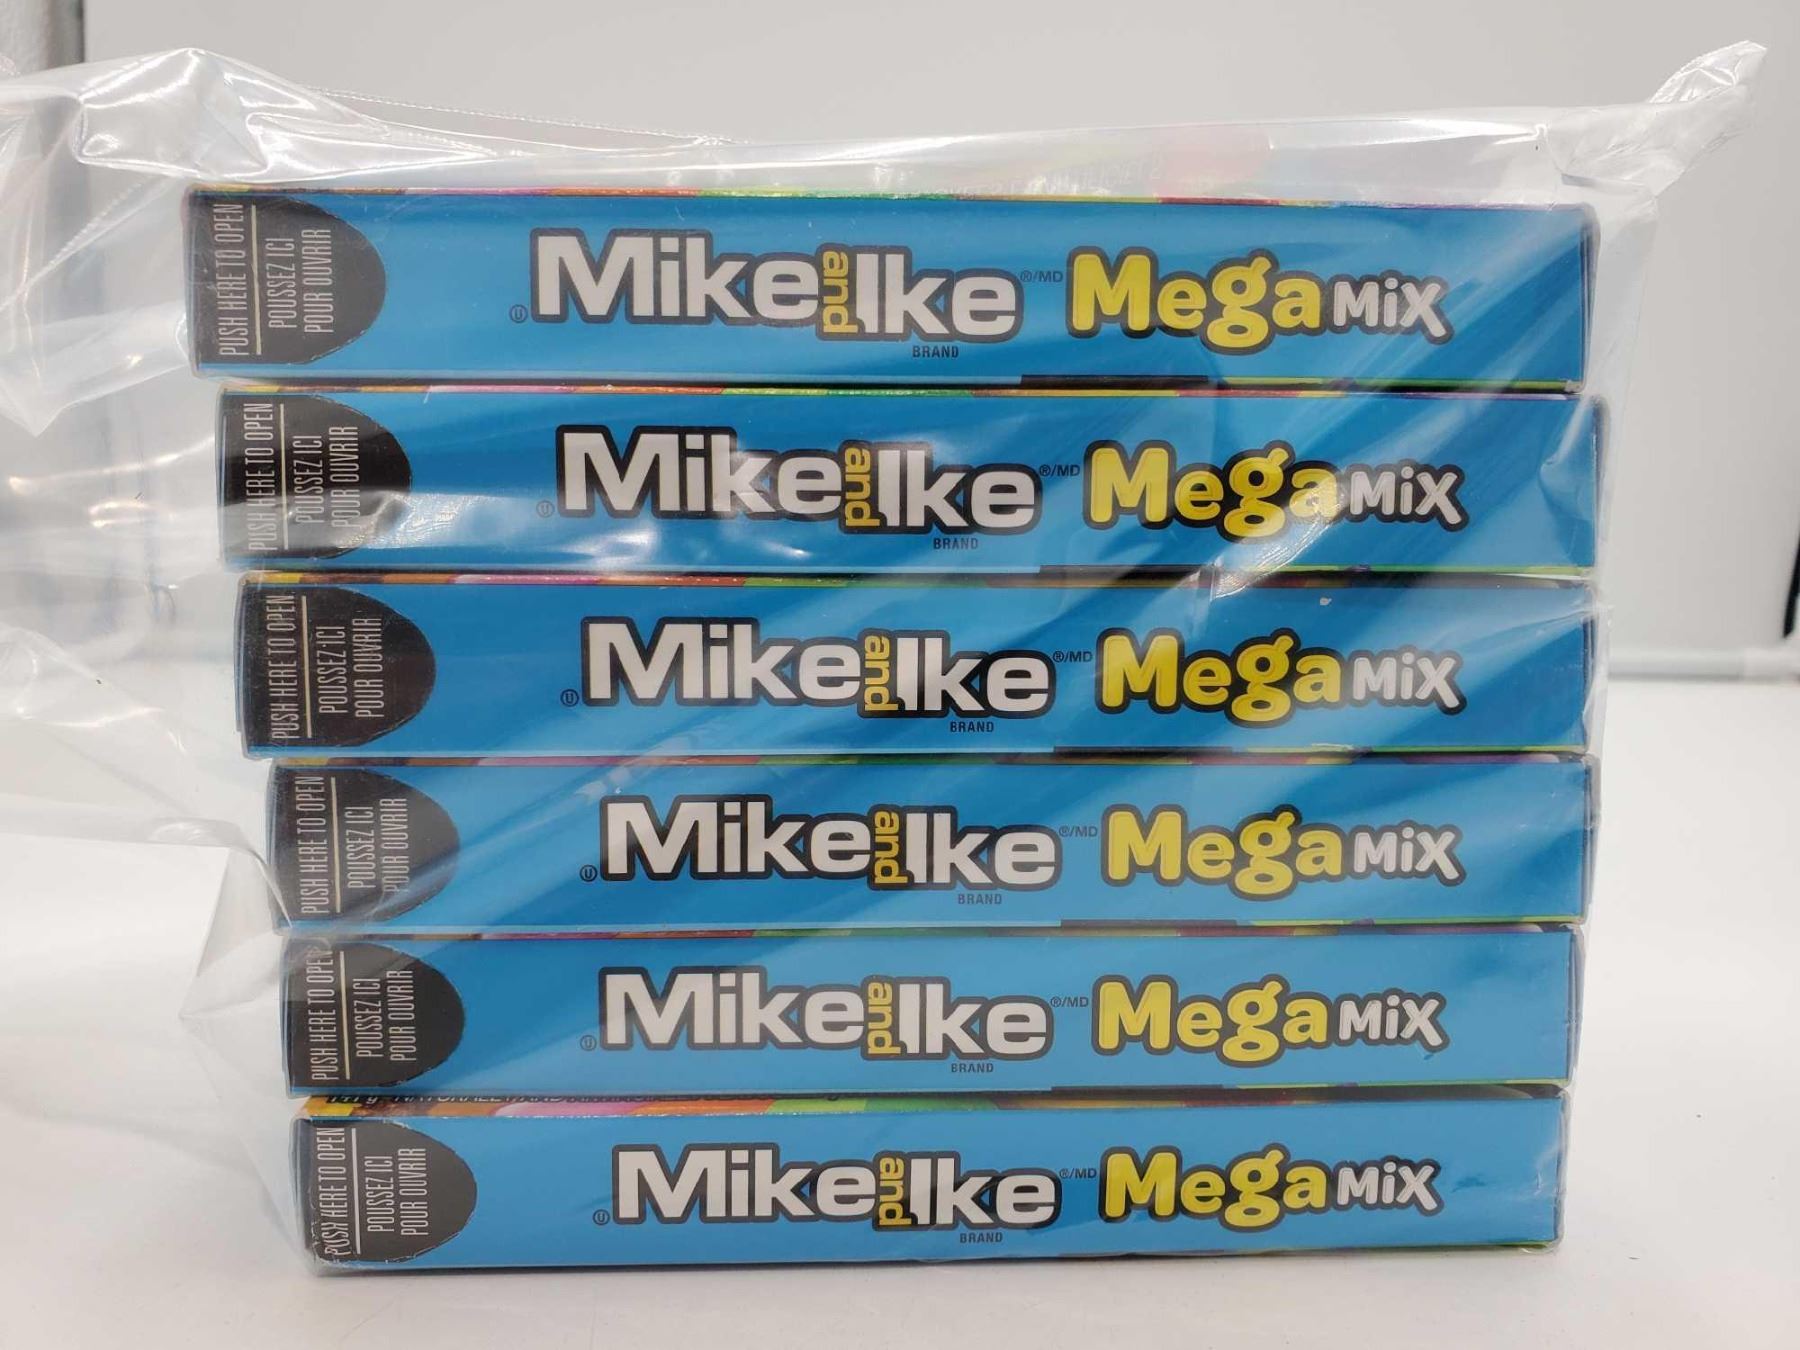 PUSH HERE TO OPEN
POUSSEZ ICI
POUR OUVRIR
Ⓤ Mike and Ike ®/MD Mega Mix
BRAND
PUSH HERE TO OPEN
POUSSEZ ICI
POUR OUVRIR
Ⓤ Mike and Ike ®/MD Mega Mix
BRAND
PUSH HERE TO OPEN
POUSSEZ ICI
POUR OUVRIR
Ⓤ Mike and Ike ®/MD Mega Mix
BRAND
PUSH HERE TO OPEN
POUSSEZ ICI
POUR OUVRIR
Ⓤ Mike and Ike ®/MD Mega Mix
BRAND
PUSH HERE TO OPEN
POUSSEZ ICI
POUR OUVRIR
Ⓤ Mike and Ike ®/MD Mega Mix
BRAND
PUSH HERE TO OPEN
POUSSEZ ICI
POUR OUVRIR
Ⓤ Mike and Ike ®/MD Mega Mix
BRAND